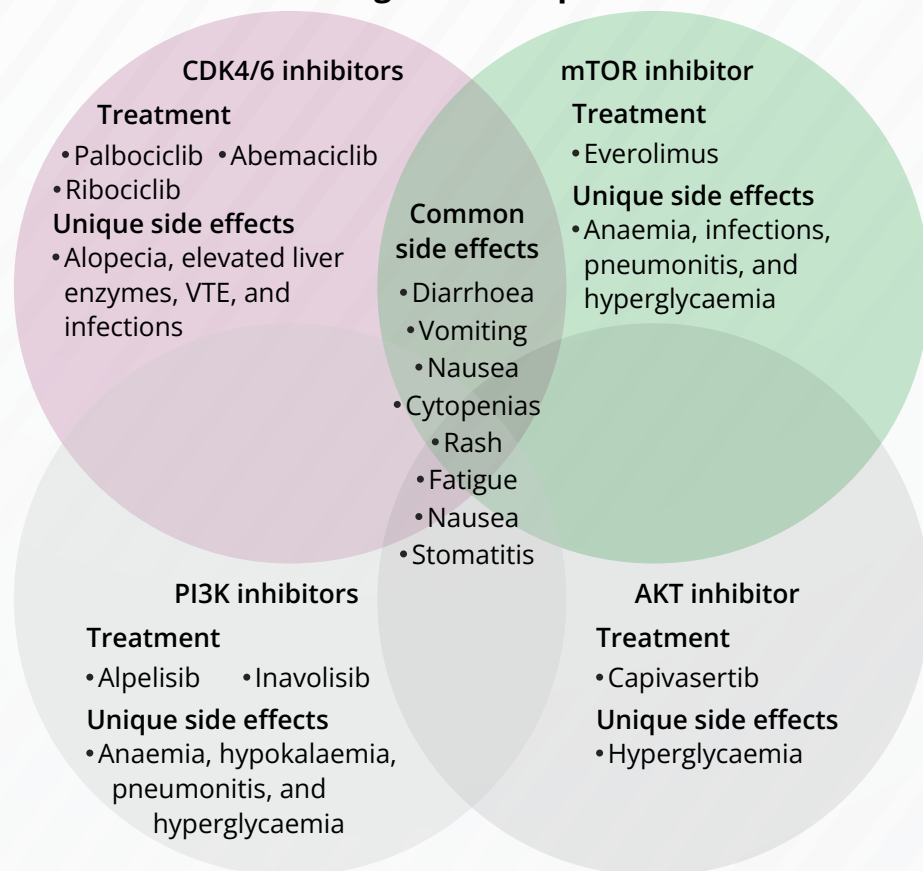 CDK4/6 inhibitors
Treatment
•Palbociclib •Abemaciclib
•Ribociclib
Unique side effects
•Alopecia, elevated liver
enzymes, VTE, and
infections
mTOR inhibitor
Treatment
•Everolimus
Unique side effects
•Anaemia, infections,
pneumonitis, and
hyperglycaemia
Common
side effects
•Diarrhoea
•Vomiting
•Nausea
•Cytopenias
•Rash
•Fatigue
•Nausea
•Stomatitis
PI3K inhibitors
Treatment
•Alpelisib •Inavolisib
Unique side effects
•Anaemia, hypokalaemia,
pneumonitis, and
hyperglycaemia
AKT inhibitor
Treatment
•Capivasertib
Unique side effects
•Hyperglycaemia